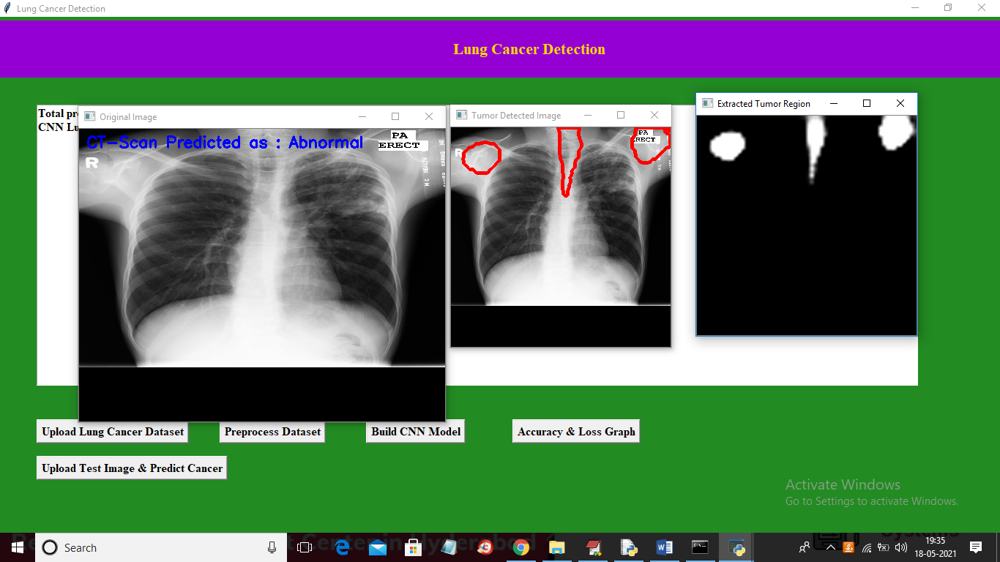 Lung Cancer Detection
Lung Cancer Detection
Total pr
CNN Lu
Original Image
CT-Scan Predicted as : Abnormal
PA
ERECT
R
Tumor Detected Image
PA
ERECT
R
Extracted Tumor Region
Upload Lung Cancer Dataset
Preprocess Dataset
Build CNN Model
Accuracy & Loss Graph
Upload Test Image & Predict Cancer
Activate Windows
Go to Settings to activate Windows.
Search
19:35
18-05-2021